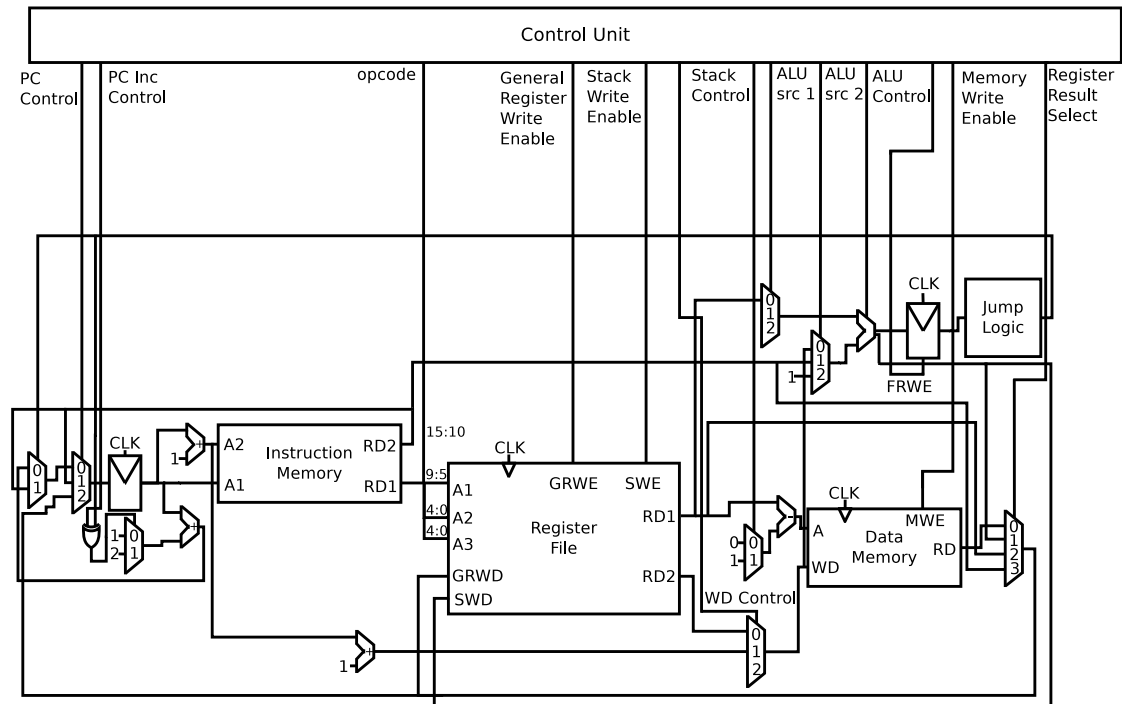 Control Unit
PC
Control
PC Inc
Control
opcode
General
Register
Write
Enable
Stack
Write
Enable
Stack
Control
ALU
src 1
ALU
src 2
ALU
Control
Memory
Write
Enable
Register
Result
Select
CLK
0
1
2
Jump
Logic
0
1
2
1
FRWE
15:10
CLK
A2
RD2
Instruction
Memory
A1
RD1
+
1
0
1
0
1
2
CLK
9:5
4:0
4:0
A1
A2
A3
GRWD
SWD
GRWE
SWE
Register
File
RD1
RD2
1
2
0
1
+
0
1
0
1
-
CLK
A
MWE
Data
Memory
RD
WD
0
1
2
3
WD Control
0
1
2
1
+